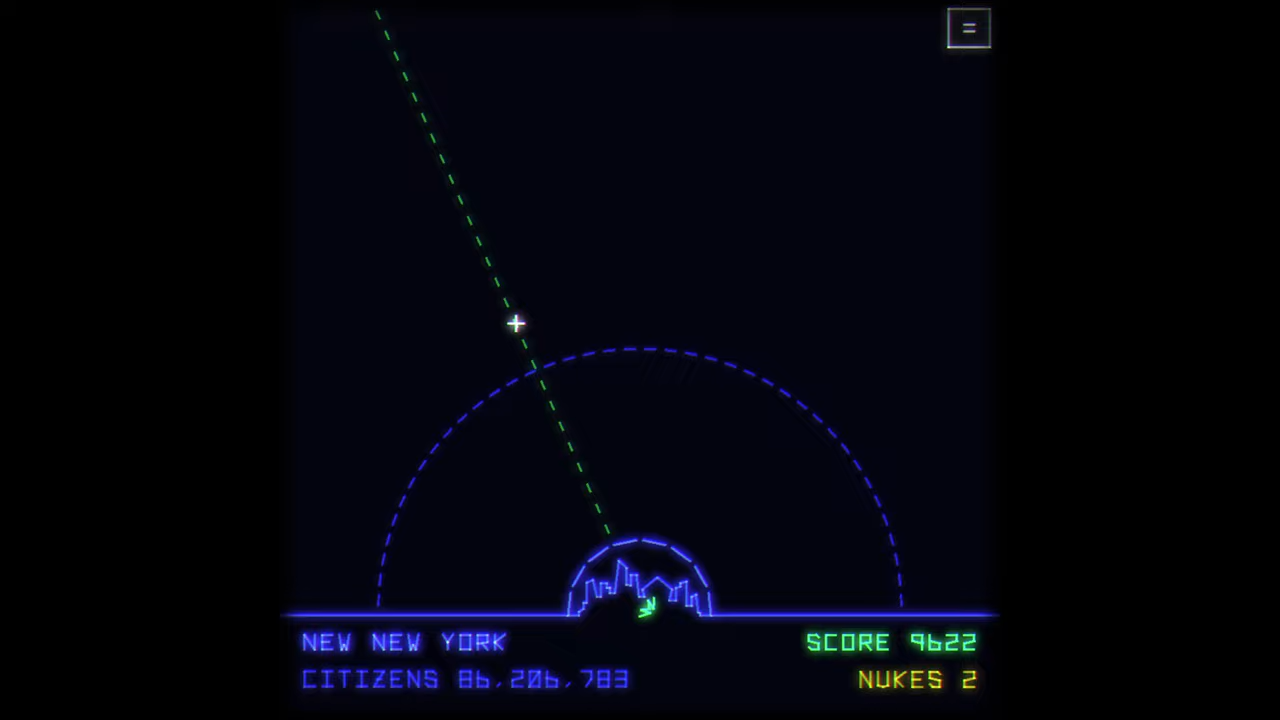 =
NEW NEW YORK
SCORE 9622
CITIZENS 86,206,783
NUKES 2